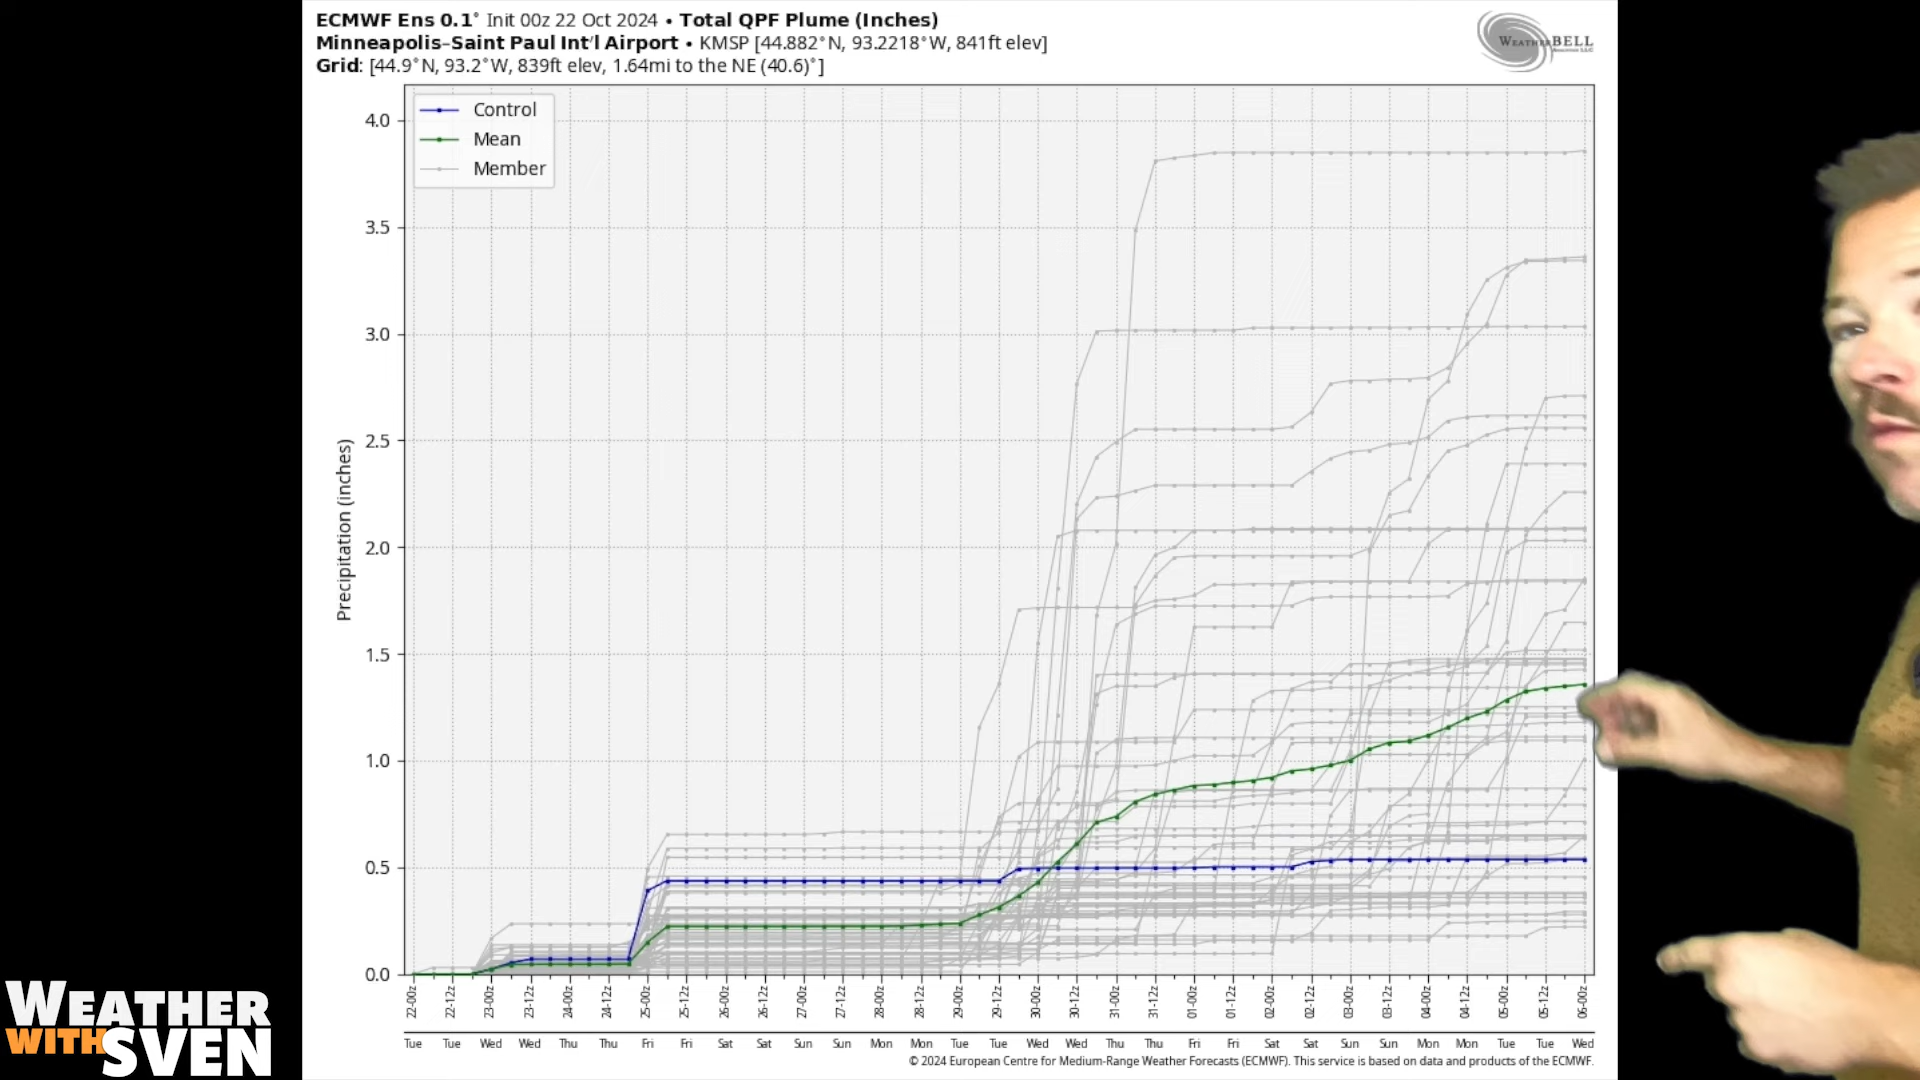 ECMWF Ens 0.1° Init 00z 22 Oct 2024 • Total QPF Plume (Inches)
Minneapolis–Saint Paul Int'l Airport • KMSP [44.882°N, 93.2218°W, 841ft elev]
Grid: [44.9°N, 93.2°W, 839ft elev, 1.64mi to the NE (40.6)°]
WEATHERBELL
Control
Mean
Member
4.0
3.5
3.0
2.5
2.0
1.5
1.0
0.5
0.0
Precipitation (inches)
22-00z 22-12z 23-00z 23-12z 24-00z 24-12z 25-00z 25-12z 26-00z 26-12z 27-00z 27-12z 28-00z 28-12z 29-00z 29-12z 30-00z 30-12z 31-00z 31-12z 01-00z 01-12z 02-00z 02-12z 03-00z 03-12z 04-00z 04-12z 05-00z 05-12z 06-00z
Tue Tue Wed Wed Thu Thu Fri Fri Sat Sat Sun Sun Mon Mon Tue Tue Wed Wed Thu Thu Fri Fri Sat Sat Sun Sun Mon Mon Tue Tue Wed
© 2024 European Centre for Medium-Range Weather Forecasts (ECMWF). This service is based on data and products of the ECMWF.
WEATHER
WITH SVEN